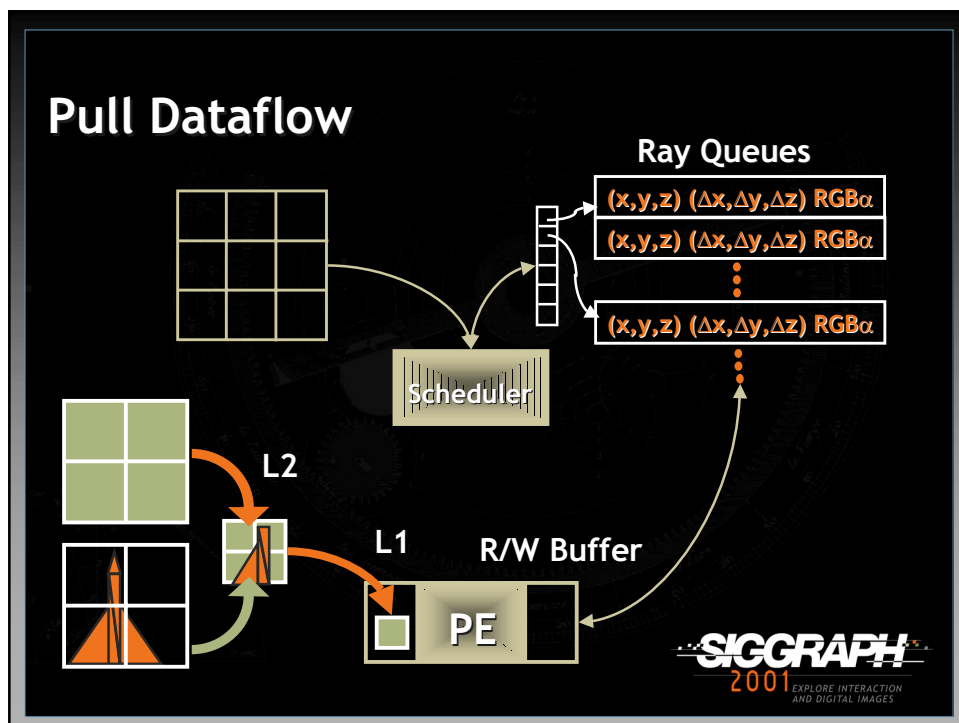 Pull Dataflow
Ray Queues
(x,y,z) (Δx,Δy,Δz) RGBα
(x,y,z) (Δx,Δy,Δz) RGBα
(x,y,z) (Δx,Δy,Δz) RGBα
Scheduler
L2
L1
R/W Buffer
PE
SIGGRAPH
2001 EXPLORE INTERACTION
AND DIGITAL IMAGES